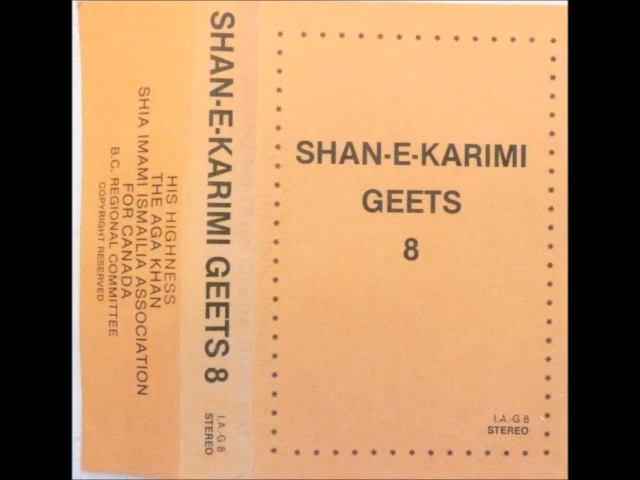 HIS HIGHNESS
THE AGA KHAN
SHIA IMAMI ISMAILIA ASSOCIATION
FOR CANADA
B.C. REGIONAL COMMITTEE
COPYRIGHT RESERVED
SHAN-E-KARIMI GEETS 8
I.A.-G 8
STEREO
SHAN-E-KARIMI
GEETS
8
I.A.-G 8
STEREO